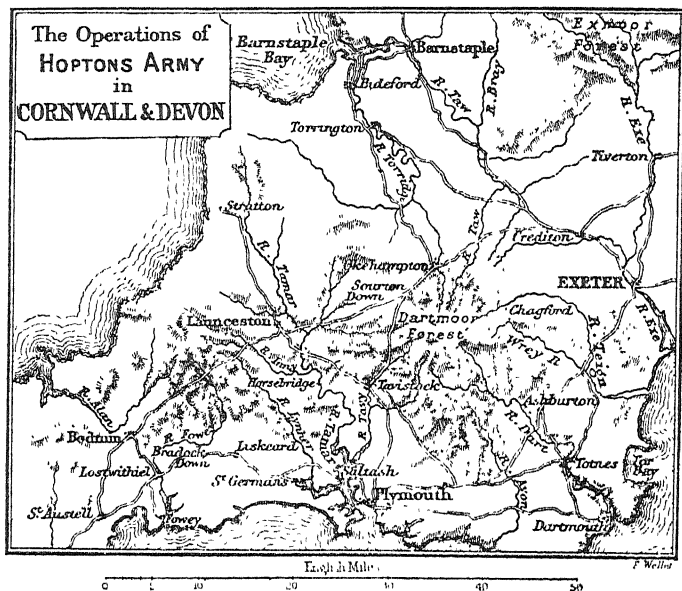 The Operations of
HOPTONS ARMY
in
CORNWALL & DEVON
Exmoor
Forest
Barnstaple
Bay
Barnstaple
Bideford
R. Taw
R. Bray
R. Exe
Torrington
R. Torridge
Tiverton
Stratton
R. Tamar
Taw
Crediton
Okehampton
Sourton
Down
EXETER
R. Exe
Launceston
Dartmoor
Forest
Chagford
Wrey R
R. Teign
Horsebridge
Tavistock
R. Alan
R. Tamar
R. Tavy
R. Dart
Ashburton
Bodmin
R. Fow
Bradock
Down
Liskeard
Lostwithiel
St Germans
Saltash
Totnes
Tor
Bay
St Austell
Fowey
Plymouth
R. Avon
Dartmouth
English Miles
F Weller
0 5 10 20 30 40 50